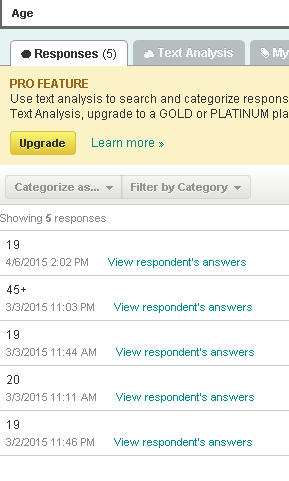 Age
Responses (5) Text Analysis My
PRO FEATURE
Use text analysis to search and categorize respons
Text Analysis, upgrade to a GOLD or PLATINUM pla
Upgrade Learn more »
Categorize as... Filter by Category
Showing 5 responses
19
4/6/2015 2:02 PM View respondent's answers
45+
3/3/2015 11:03 PM View respondent's answers
19
3/3/2015 11:44 AM View respondent's answers
20
3/3/2015 11:11 AM View respondent's answers
19
3/2/2015 11:46 PM View respondent's answers